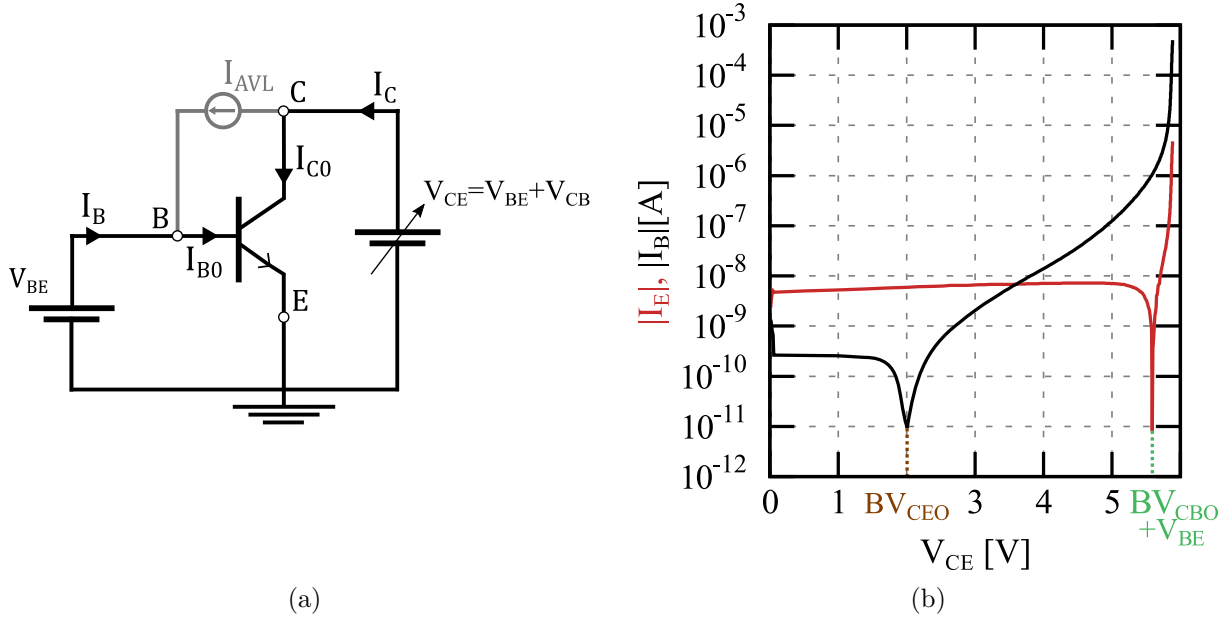 I_AVL
C
I_C
I_C0
V_CE=V_BE+V_CB
I_B
B
I_B0
V_BE
E
(a)
|I_E|, |I_B|[A]
10^-3
10^-4
10^-5
10^-6
10^-7
10^-8
10^-9
10^-10
10^-11
10^-12
0 1 BV_CEO 3 4 5 BV_CBO
+V_BE
V_CE [V]
(b)